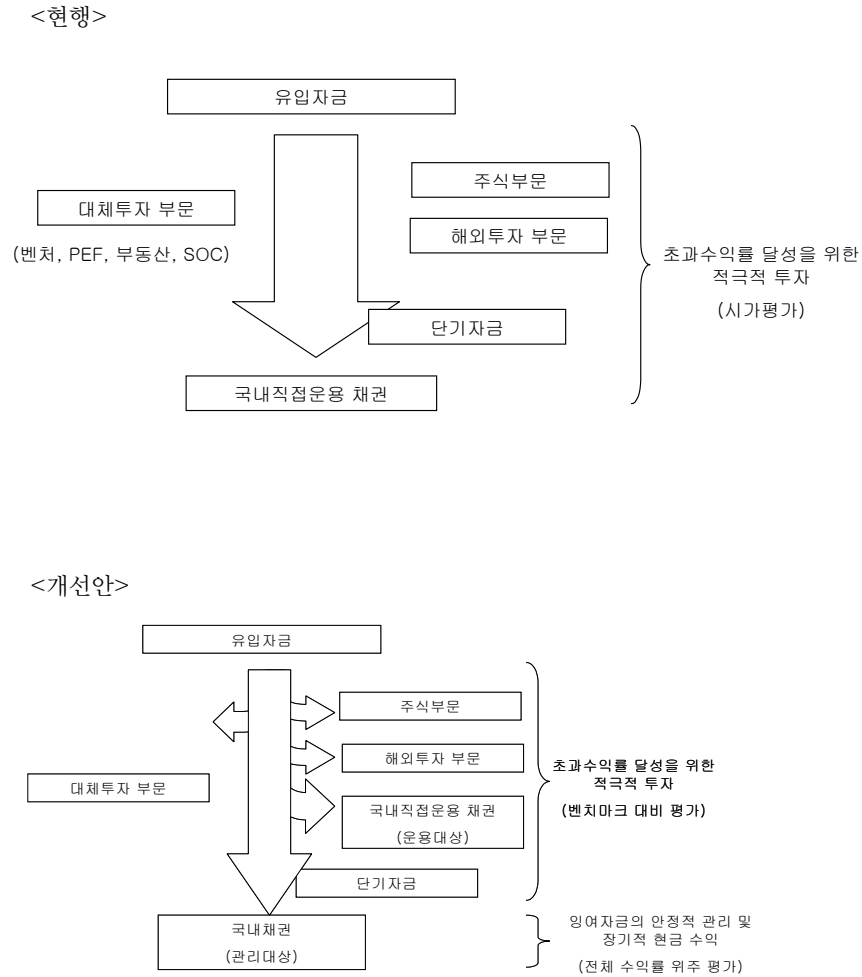 <현행>
유입자금
주식부문
대체투자 부문
해외투자 부문
(벤처, PEF, 부동산, SOC)
초과수익률 달성을 위한
적극적 투자
(시가평가)
단기자금
국내직접운용 채권
<개선안>
유입자금
주식부문
해외투자 부문
초과수익률 달성을 위한
적극적 투자
(벤치마크 대비 평가)
대체투자 부문
국내직접운용 채권
(운용대상)
단기자금
국내채권
(관리대상)
잉여자금의 안정적 관리 및
장기적 현금 수익
(전체 수익률 위주 평가)